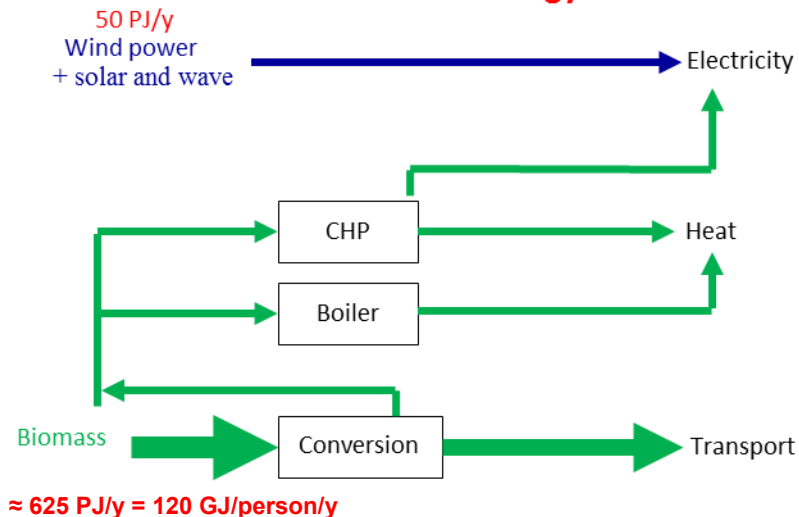 50 PJ/y
Wind power
+ solar and wave
Electricity
CHP
Heat
Boiler
Biomass
Conversion
Transport
≈ 625 PJ/y = 120 GJ/person/y